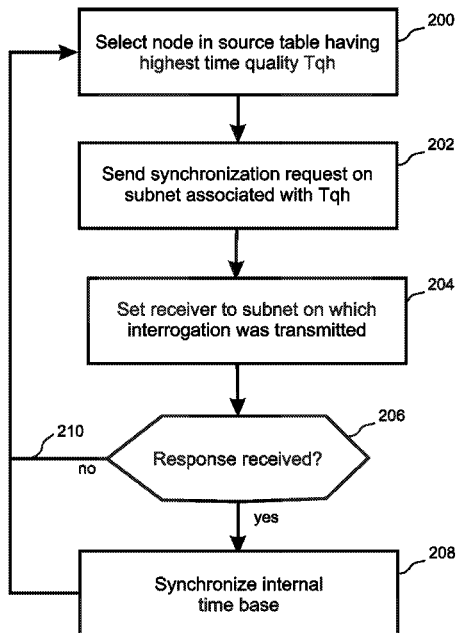 200
Select node in source table having
highest time quality Tqh
202
Send synchronization request on
subnet associated with Tqh
204
Set receiver to subnet on which
interrogation was transmitted
206
210
Response received?
no
yes
208
Synchronize internal
time base